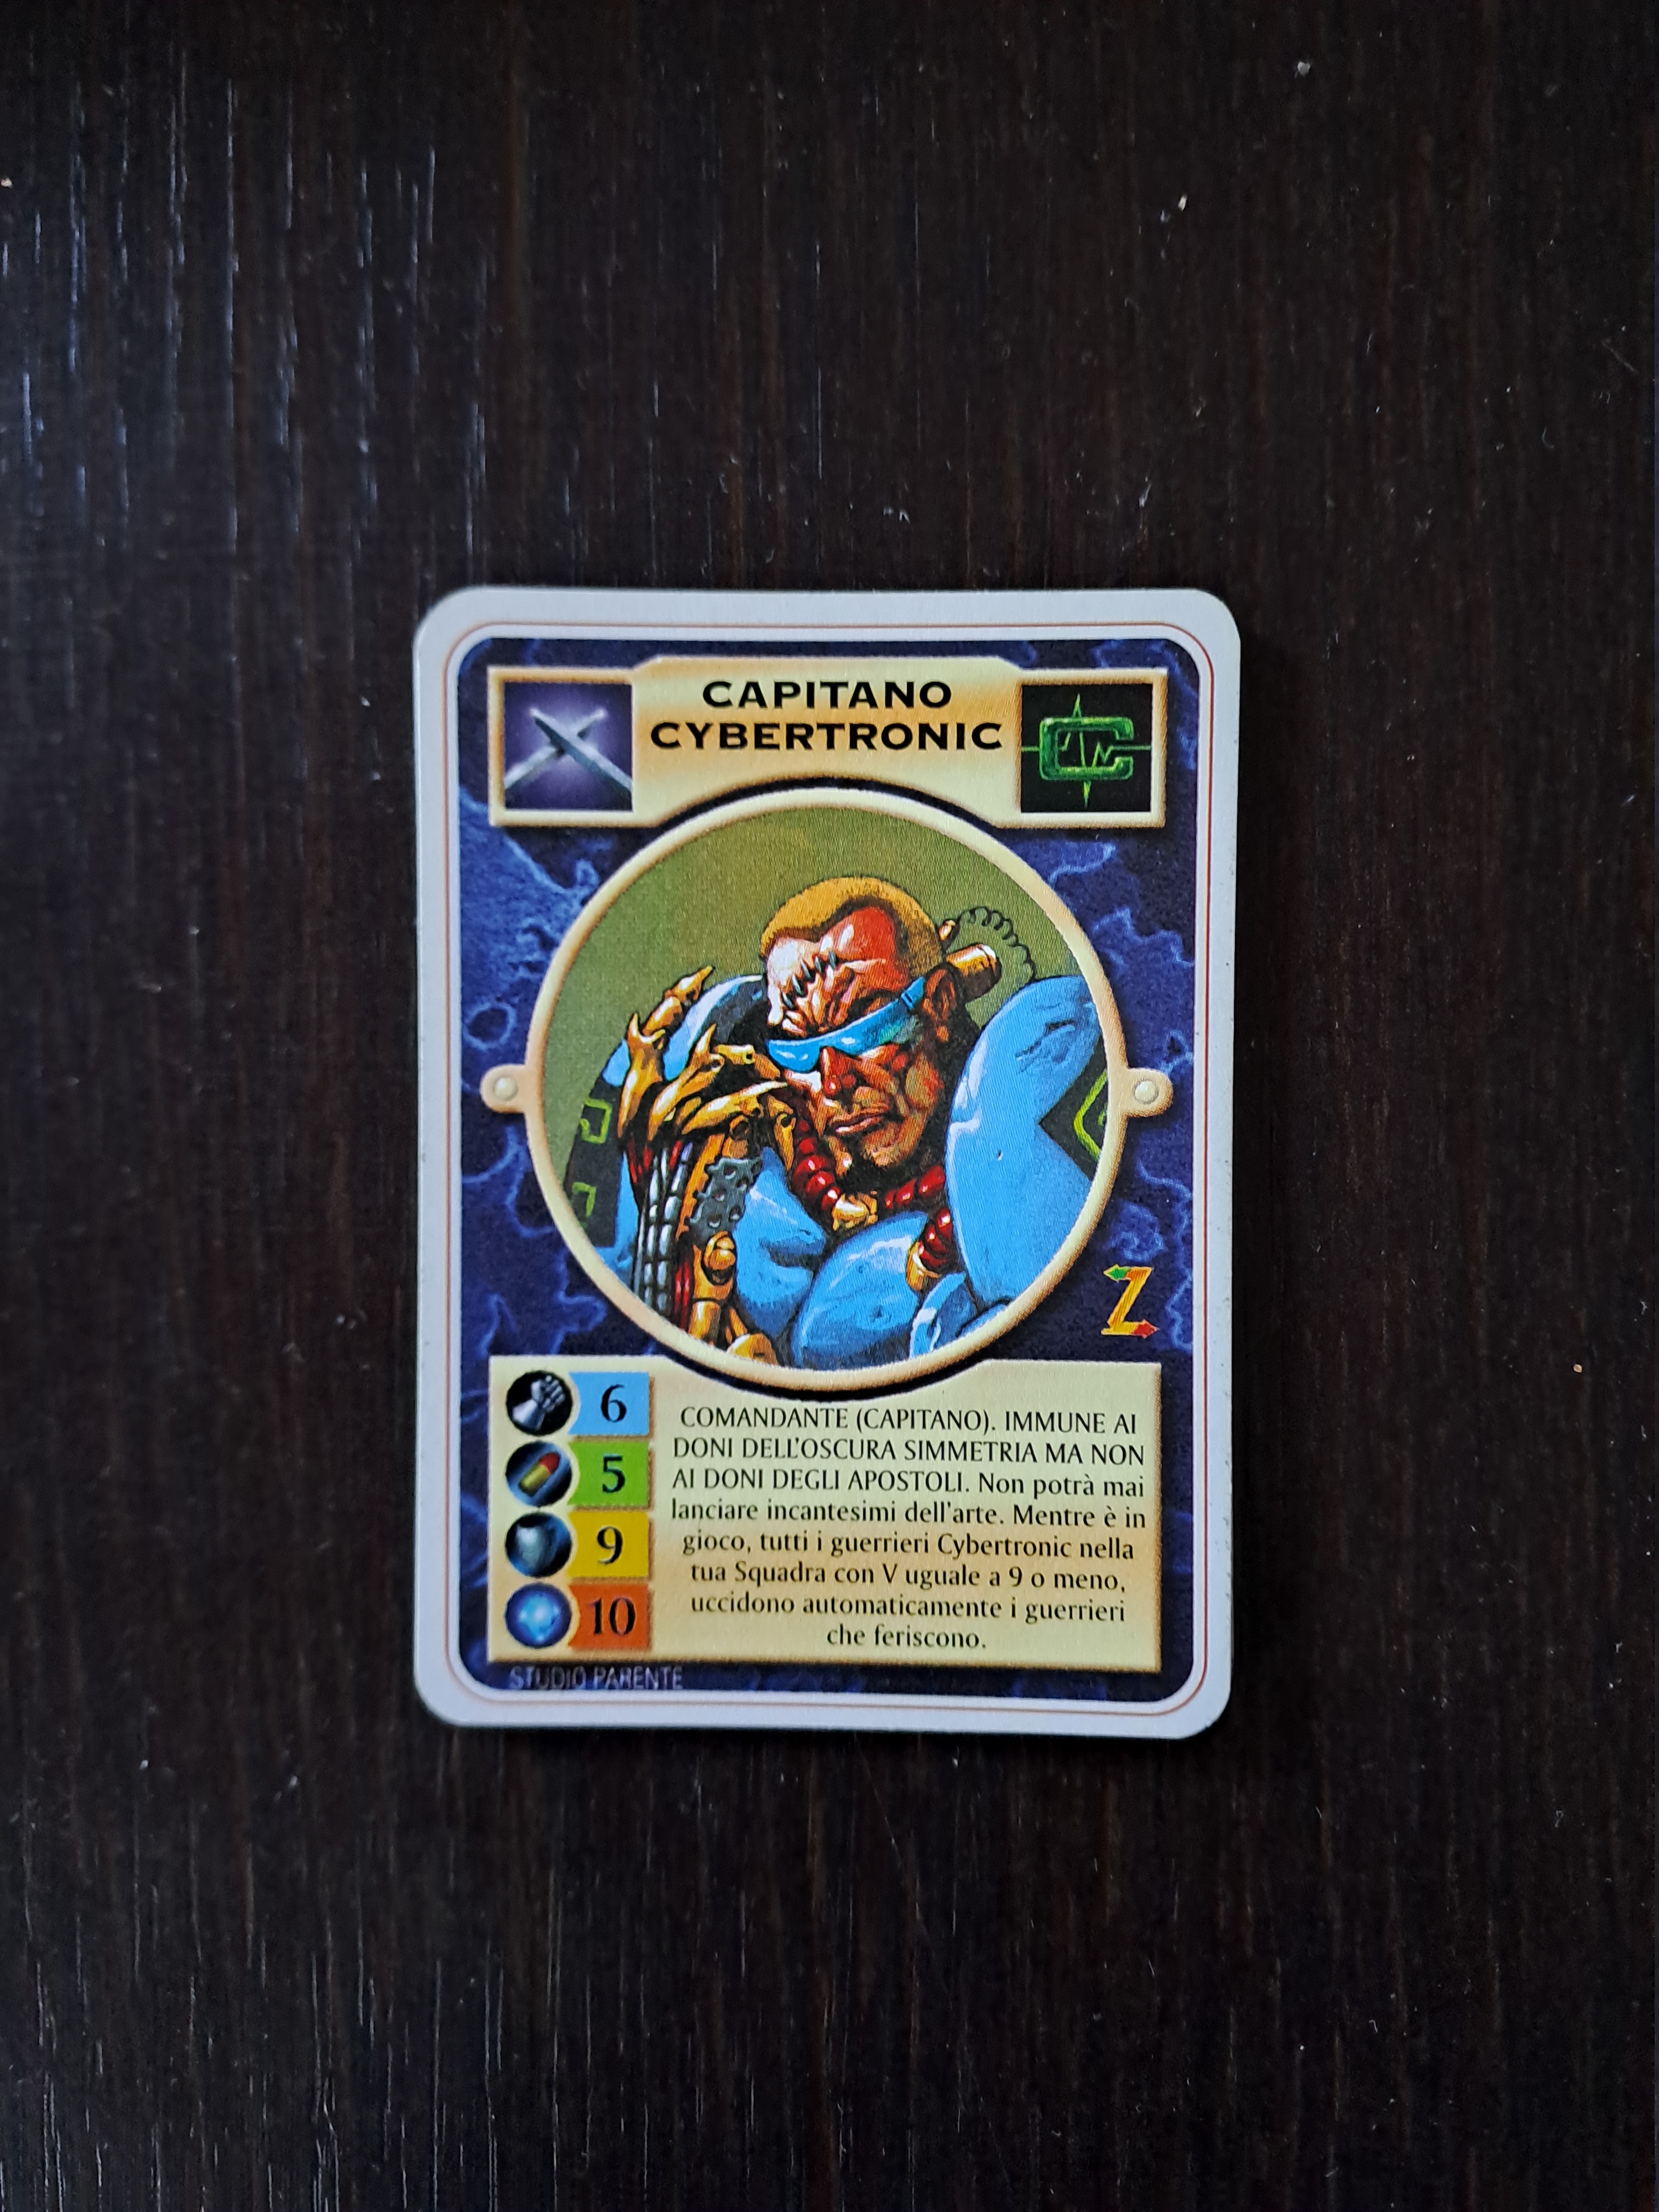 CAPITANO
CYBERTRONIC
6
5
9
10
COMANDANTE (CAPITANO). IMMUNE AI
DONI DELL'OSCURA SIMMETRIA MA NON
AI DONI DEGLI APOSTOLI. Non potrà mai
lanciare incantesimi dell'arte. Mentre è in
gioco, tutti i guerrieri Cybertronic nella
tua Squadra con V uguale a 9 o meno,
uccidono automaticamente i guerrieri
che feriscono.
STUDIO PARENTE